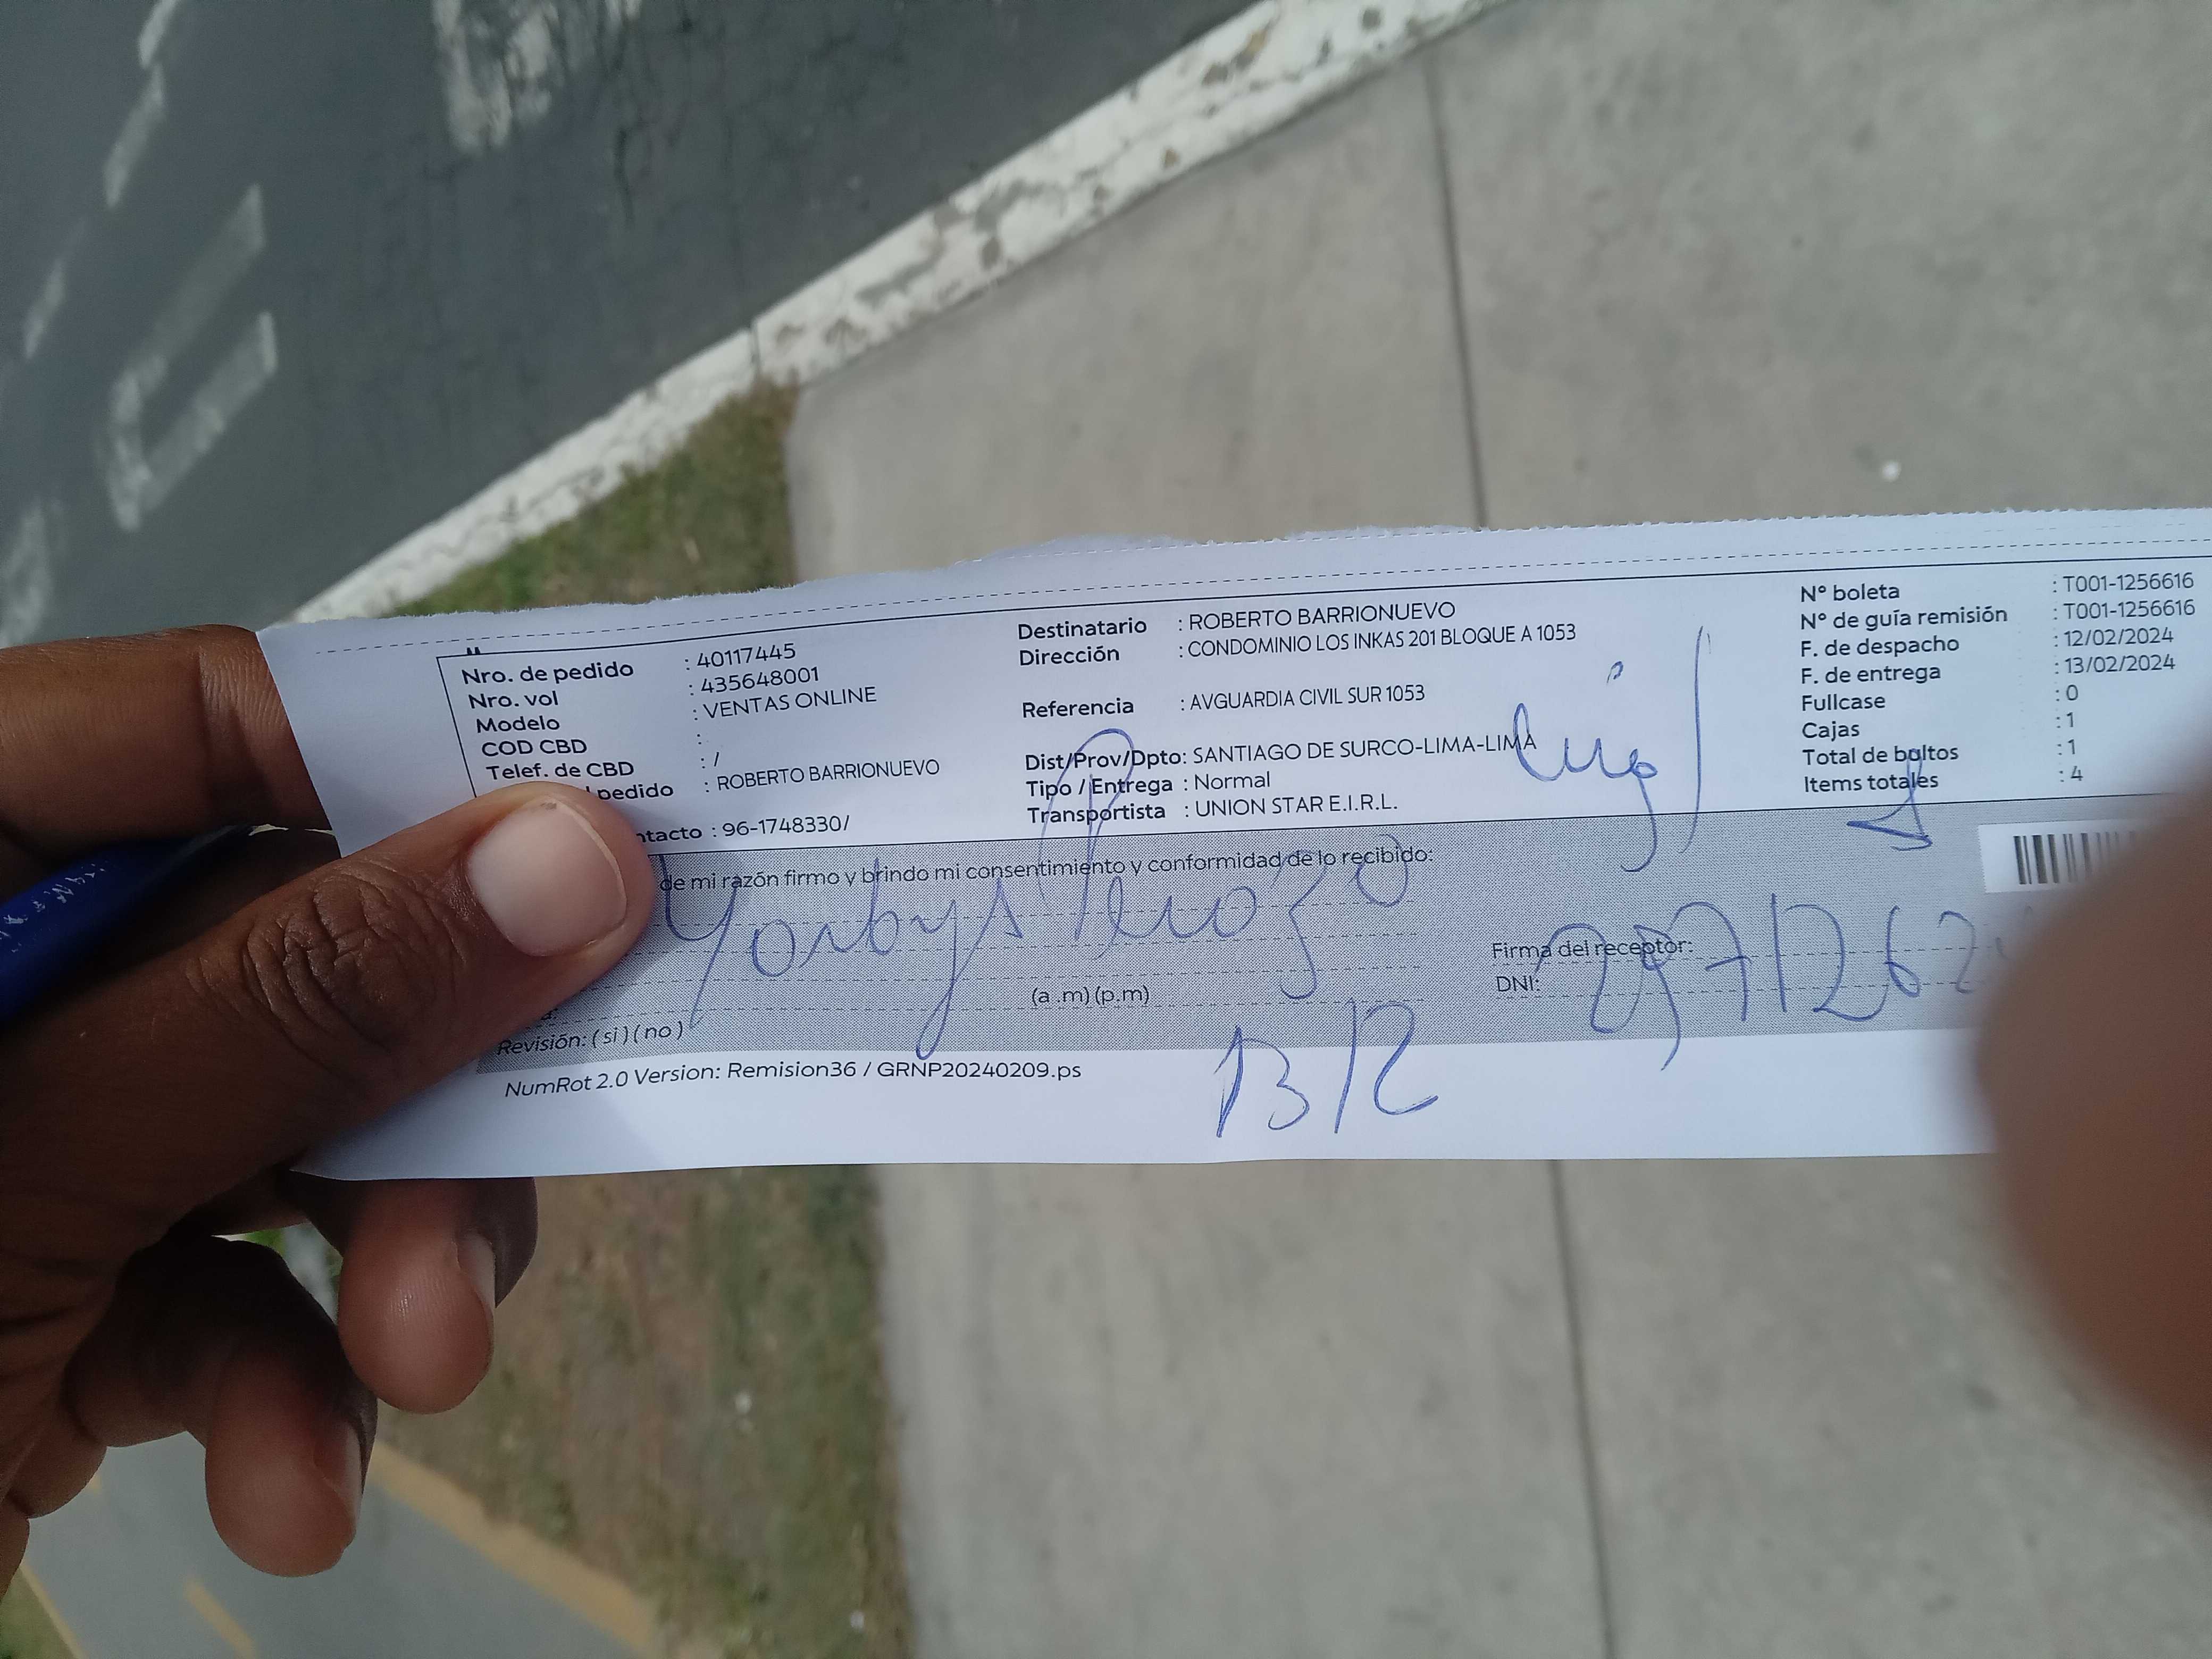 Nro. de pedido : 40117445
Nro. vol : 435648001
Modelo : VENTAS ONLINE
COD CBD :
Telef. de CBD : /
pedido : ROBERTO BARRIONUEVO
ntacto : 96-1748330/
Destinatario : ROBERTO BARRIONUEVO
Dirección : CONDOMINIO LOS INKAS 201 BLOQUE A 1053
Referencia : AVGUARDIA CIVIL SUR 1053
Dist/Prov/Dpto: SANTIAGO DE SURCO-LIMA-LIMA
Tipo / Entrega : Normal
Transportista : UNION STAR E.I.R.L.
N° boleta : T001-1256616
N° de guía remisión : T001-1256616
F. de despacho : 12/02/2024
F. de entrega : 13/02/2024
Fullcase : 0
Cajas : 1
Total de bultos : 1
Items totales : 4
de mi razón firmo y brindo mi consentimiento y conformidad de lo recibido:
Yorbys
Firma del receptor:
(a .m) (p.m)
DNI:
Revisión: ( si ) ( no )
NumRot 2.0 Version: Remision36 / GRNP20240209.ps
13/2